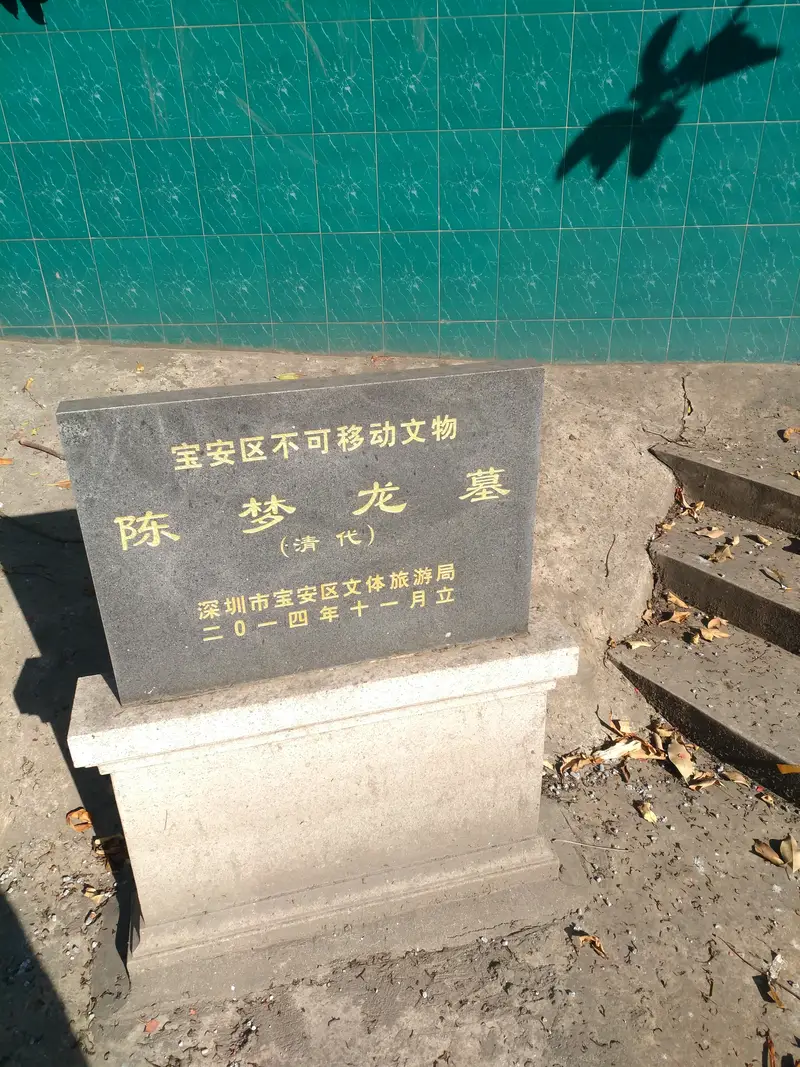 宝安区不可移动文物
陈梦龙墓
(清代)
深圳市宝安区文体旅游局
二0一四年十一月立